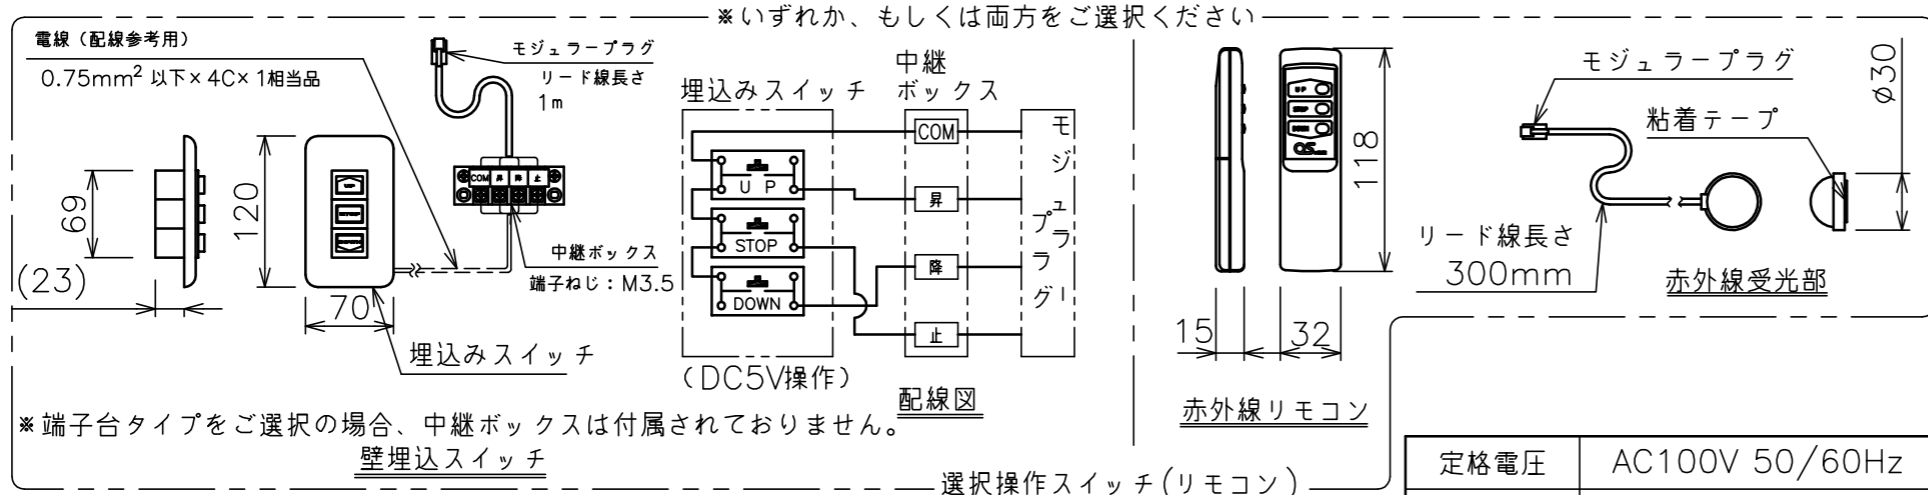 ※いずれか、もしくは両方をご選択ください
電線（配線参考用）
0.75mm² 以下×4C×1相当品
モジュラープラグ
リード線長さ
1m
COM 昇 降 止
中継ボックス
端子ねじ：M3.5
69
(23)
120
70
UP
埋込みスイッチ
埋込みスイッチ
中継
ボックス
UP
STOP
DOWN
COM
昇
降
止
モジュラープラグ
(DC5V操作)
配線図
※端子台タイプをご選択の場合、中継ボックスは付属されておりません。
壁埋込スイッチ
UP
STOP
118
15
32
赤外線リモコン
モジュラープラグ
粘着テープ
φ30
リード線長さ
300mm
赤外線受光部
選択操作スイッチ(リモコン)
定格電圧
AC100V 50/60Hz